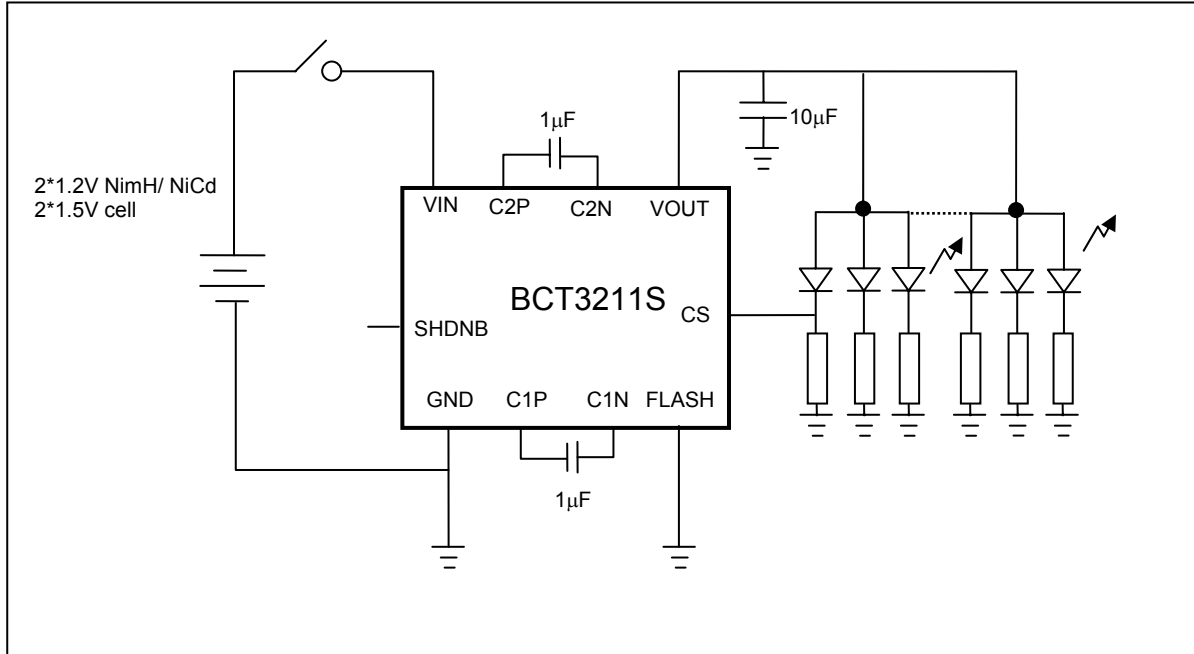 1μF
10μF
2*1.2V NimH/ NiCd
2*1.5V cell
VIN
C2P
C2N
VOUT
BCT3211S
CS
SHDNB
GND
C1P
C1N
FLASH
1μF